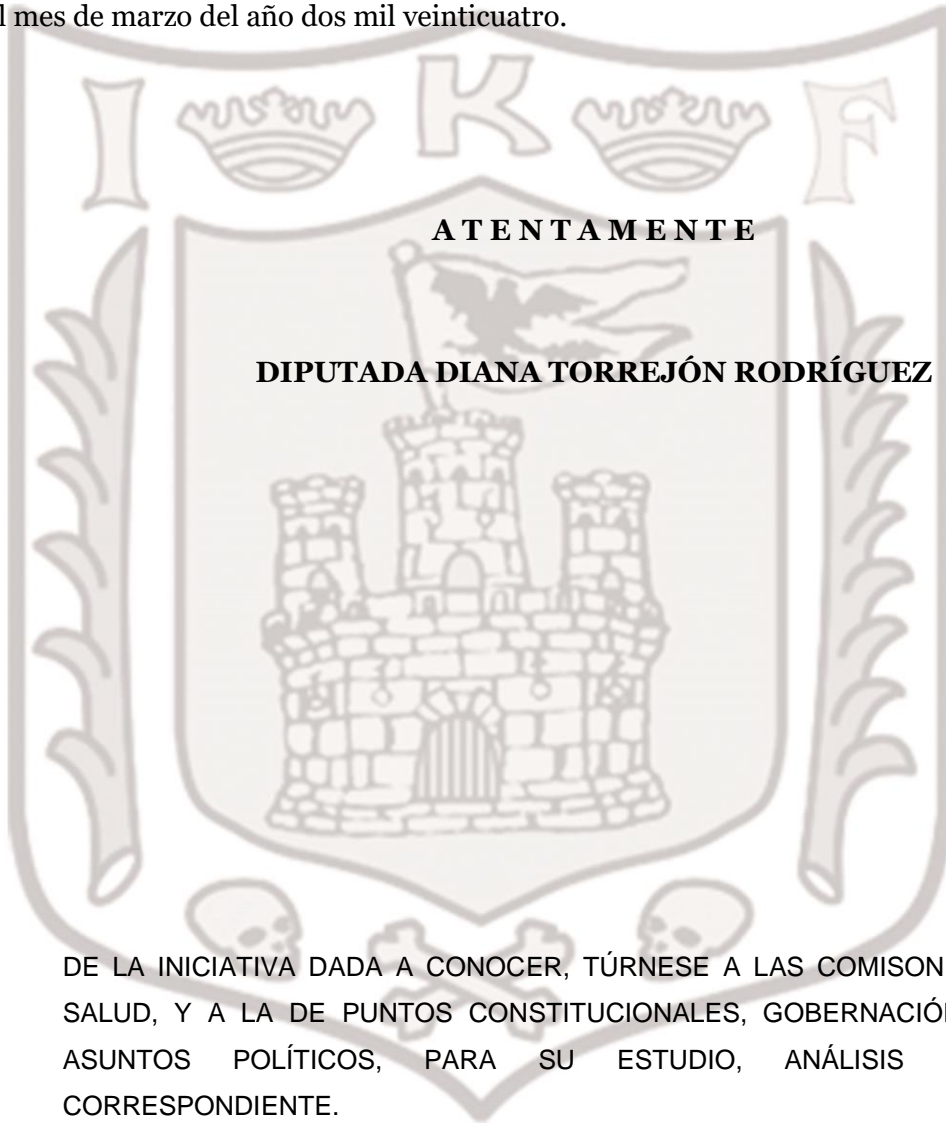 l mes de marzo del año dos mil veinticuatro.
I K F
A T E N T A M E N T E
DIPUTADA DIANA TORREJÓN RODRÍGUEZ
DE LA INICIATIVA DADA A CONOCER, TÚRNESE A LAS COMISON
SALUD, Y A LA DE PUNTOS CONSTITUCIONALES, GOBERNACIÓN
ASUNTOS POLÍTICOS, PARA SU ESTUDIO, ANÁLISIS
CORRESPONDIENTE.